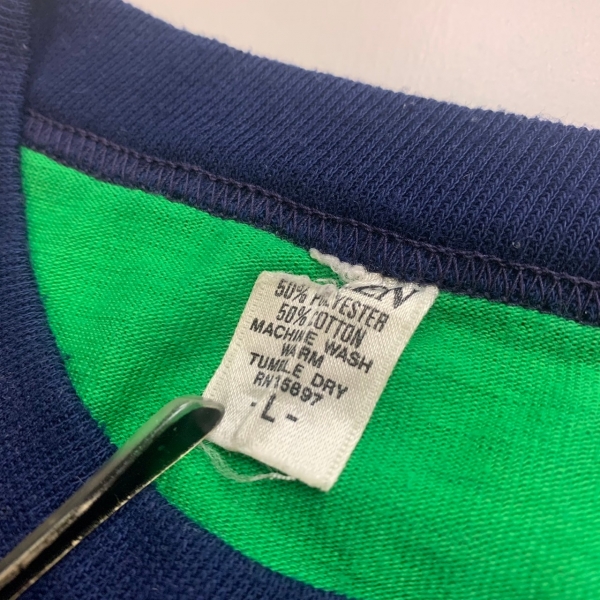 50% POLYESTER
50% COTTON
MACHINE WASH
WARM
TUMBLE DRY
RN15897
-L-